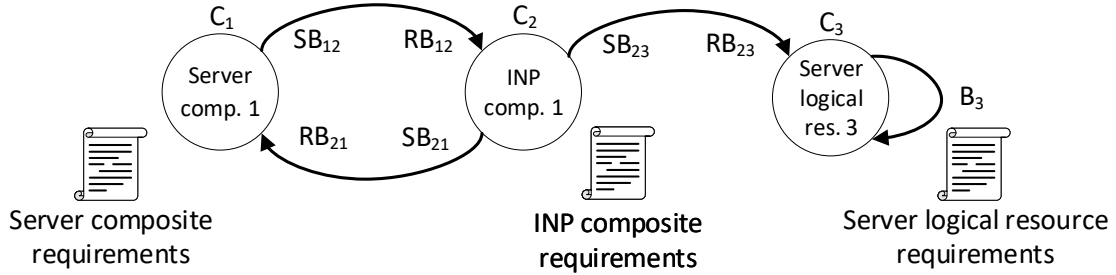 C₁
C₂
C₃
SB₁₂
RB₁₂
SB₂₃
RB₂₃
Server
comp. 1
INP
comp. 1
Server
logical
res. 3
B₃
RB₂₁
SB₂₁
Server composite
requirements
INP composite
requirements
Server logical resource
requirements